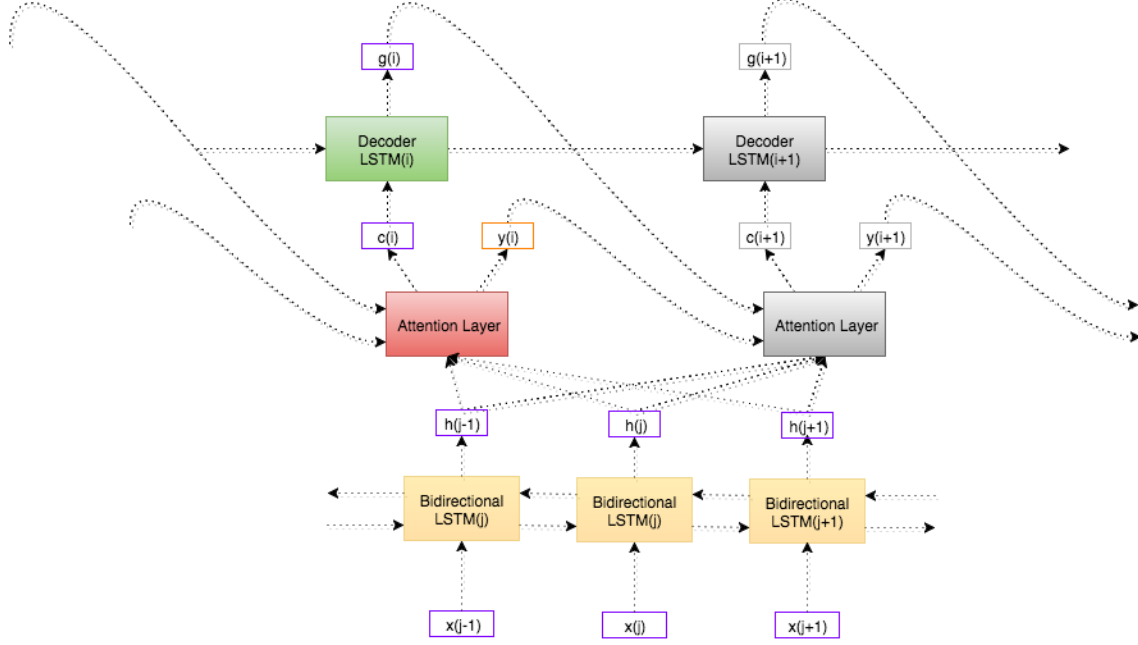 g(i)
g(i+1)
Decoder
LSTM(i)
Decoder
LSTM(i+1)
c(i)
y(i)
c(i+1)
y(i+1)
Attention Layer
Attention Layer
h(j-1)
h(j)
h(j+1)
Bidirectional
LSTM(j)
Bidirectional
LSTM(j)
Bidirectional
LSTM(j+1)
x(j-1)
x(j)
x(j+1)